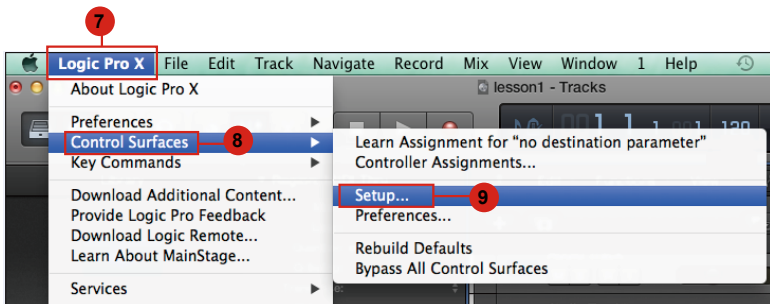 7
Logic Pro X File Edit Track Navigate Record Mix View Window 1 Help
About Logic Pro X
lesson1 - Tracks
Preferences
Control Surfaces
8
Key Commands
Learn Assignment for “no destination parameter”
Controller Assignments...
Download Additional Content...
Provide Logic Pro Feedback
Download Logic Remote...
Learn About MainStage...
Setup...
9
Preferences...
Rebuild Defaults
Bypass All Control Surfaces
Services